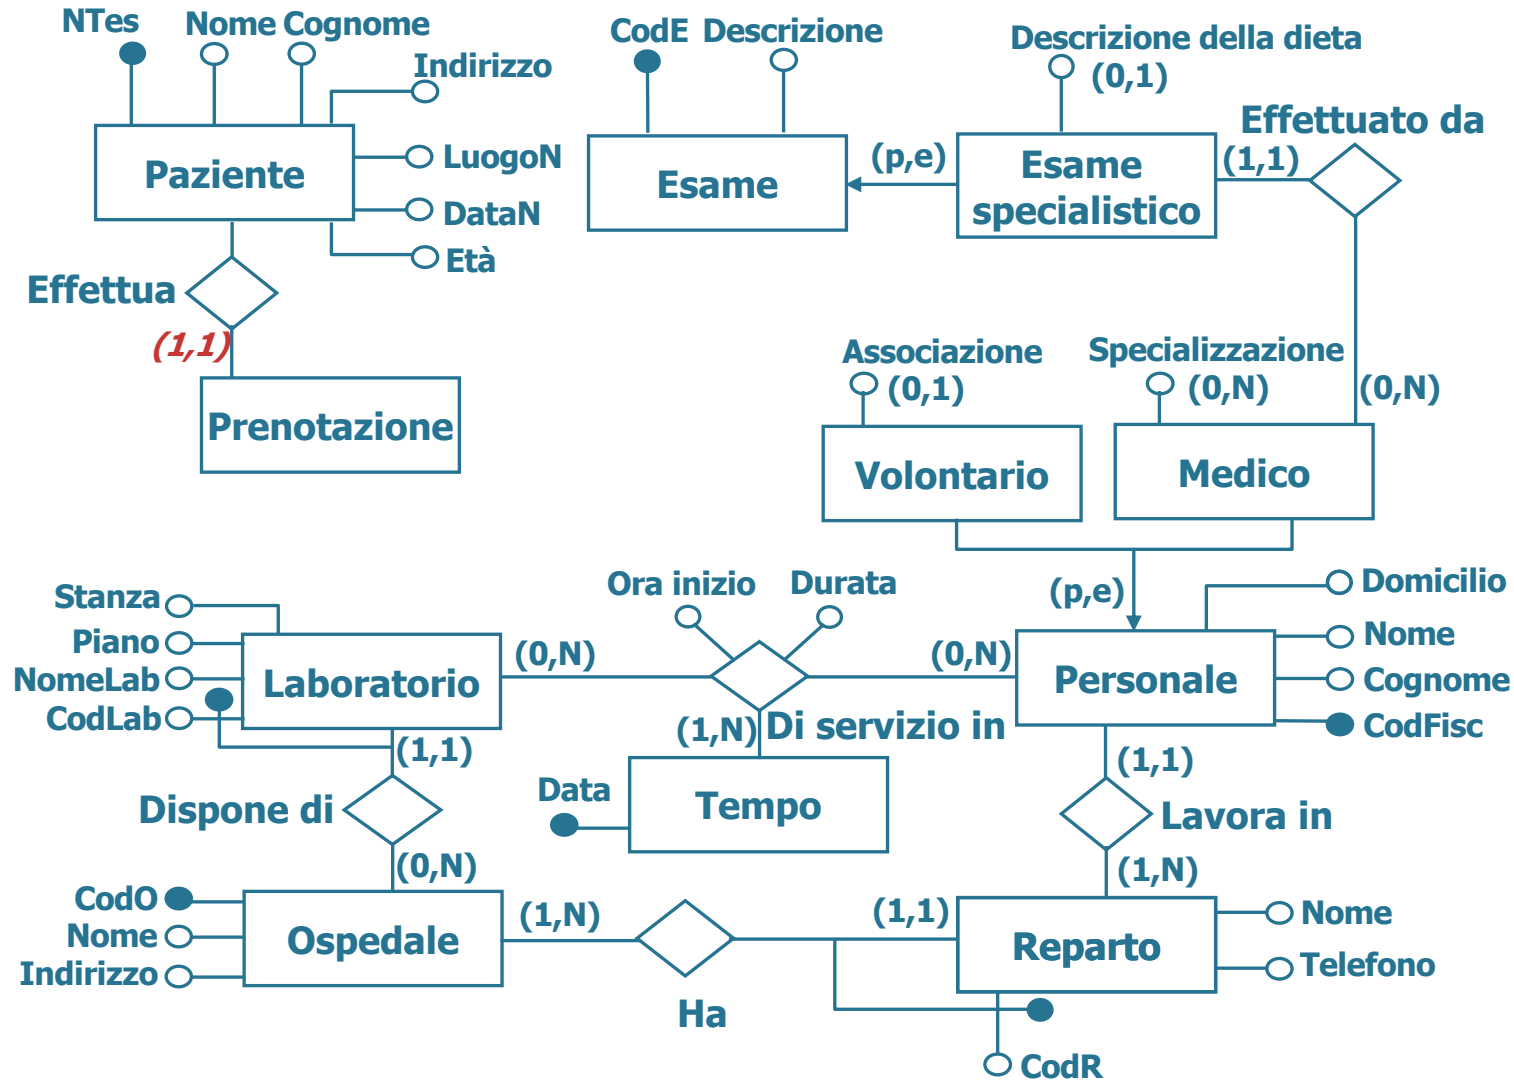 NTes
Nome Cognome
Indirizzo
Paziente
LuogoN
DataN
Età
Effettua
(1,1)
Prenotazione
CodE
Descrizione
Esame
(p,e)
Descrizione della dieta
(0,1)
Esame
specialistico
(1,1)
Effettuato da
(0,N)
Associazione
(0,1)
Volontario
Specializzazione
(0,N)
Medico
(p,e)
Domicilio
Nome
Cognome
CodFisc
Personale
Ora inizio
Durata
(0,N)
(0,N)
(1,N)
Di servizio in
Data
Tempo
Stanza
Piano
NomeLab
CodLab
Laboratorio
(1,1)
Dispone di
(0,N)
(1,1)
Lavora in
(1,N)
CodO
Nome
Indirizzo
Ospedale
(1,N)
Ha
(1,1)
Reparto
Nome
Telefono
CodR